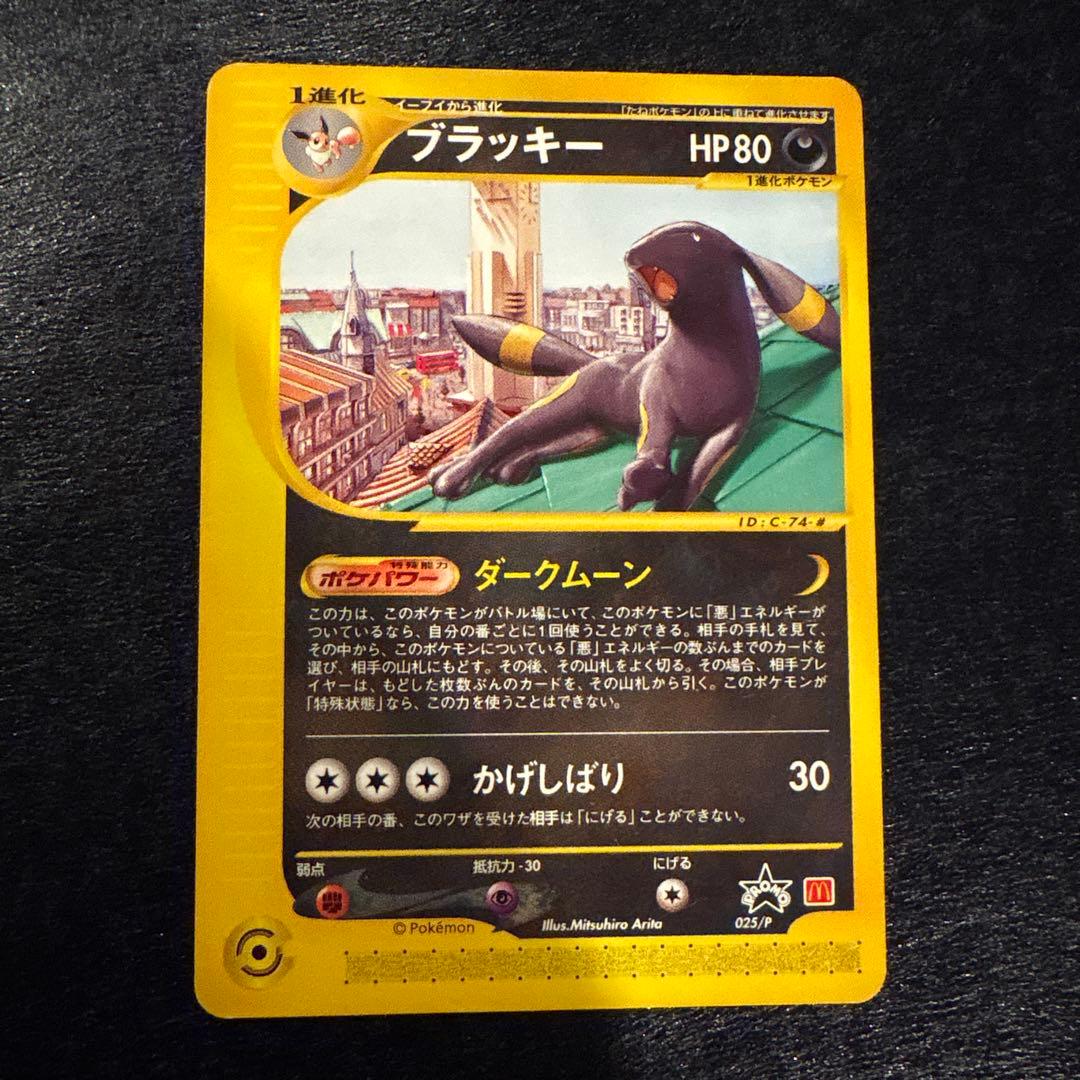 1進化
イーブイから進化
「たねポケモン」の上に重ねて進化させます。
ブラッキー
HP80
1進化ポケモン
ID:C-74-#
特殊能力
ポケパワー
ダークムーン
この力は、このポケモンがバトル場にいて、このポケモンに「悪」エネルギーが
ついているなら、自分の番ごとに1回使うことができる。相手の手札を見て、
その中から、このポケモンについている「悪」エネルギーの数ぶんまでのカードを
選び、相手の山札にもどす。その後、その山札をよく切る。その場合、相手プレ
イヤーは、もどした枚数ぶんのカードを、その山札から引く。このポケモンが
「特殊状態」なら、この力を使うことはできない。
かげしばり
30
次の相手の番、このワザを受けた相手は「にげる」ことができない。
弱点
抵抗力-30
にげる
PROMO
025/P
© Pokémon
Illus.Mitsuhiro Arita